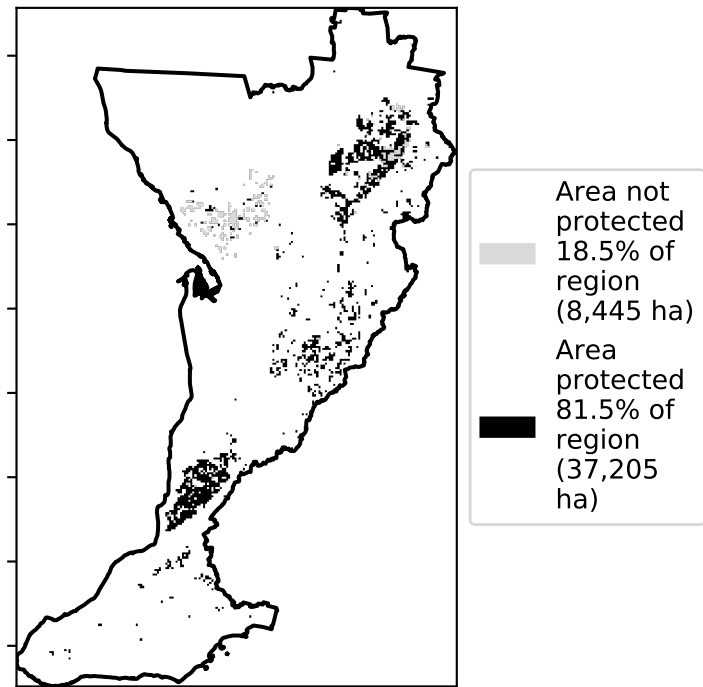 Area not
protected
18.5% of
region
(8,445 ha)
Area
protected
81.5% of
region
(37,205
ha)